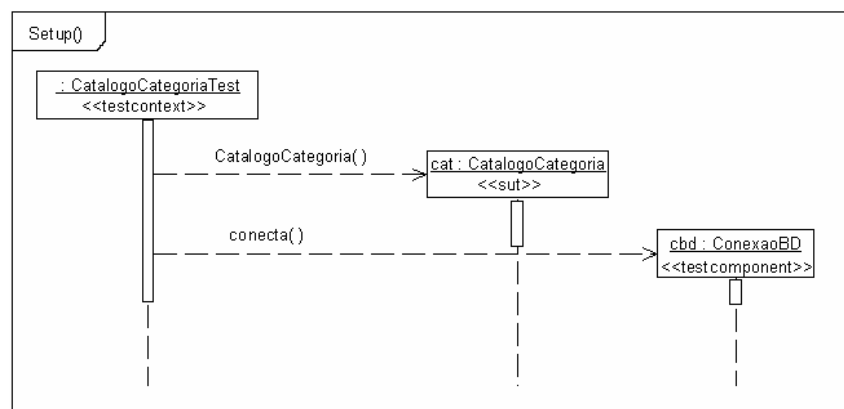 Setup()
: CatalogoCategoriaTest
<<testcontext>>
CatalogoCategoria( )
cat : CatalogoCategoria
<<sut>>
conecta( )
cbd : ConexaoBD
<<testcomponent>>